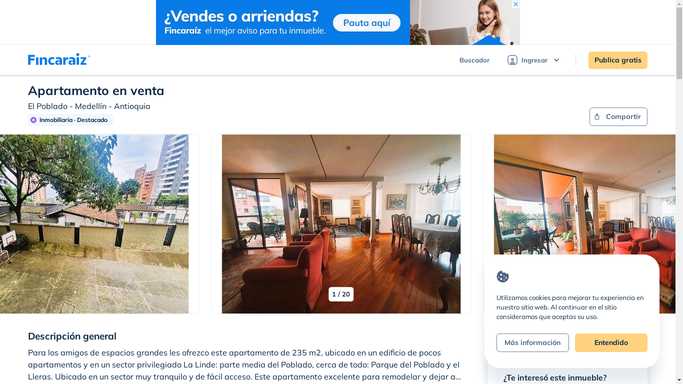 ¿Vendes o arriendas?
Fincaraíz el mejor aviso para tu inmueble.
Pauta aquí
Fincaraíz
Buscador
Ingresar
Publica gratis
Apartamento en venta
El Poblado - Medellín - Antioquia
Inmobiliaria · Destacado
Compartir
1 / 20
Utilizamos cookies para mejorar tu experiencia en
nuestro sitio web. Al continuar en el sitio
consideramos que aceptas su uso.
Más información
Entendido
Descripción general
Para los amigos de espacios grandes les ofrezco este apartamento de 235 m2, ubicado en un edificio de pocos
apartamentos y en un sector privilegiado La Linde: parte media del Poblado, cerca de todo: Parque del Poblado y el
Lleras. Ubicado en un sector muy tranquilo y de fácil acceso. Este apartamento excelente para remodelar y dejar a...
¿Te interesó este inmueble?